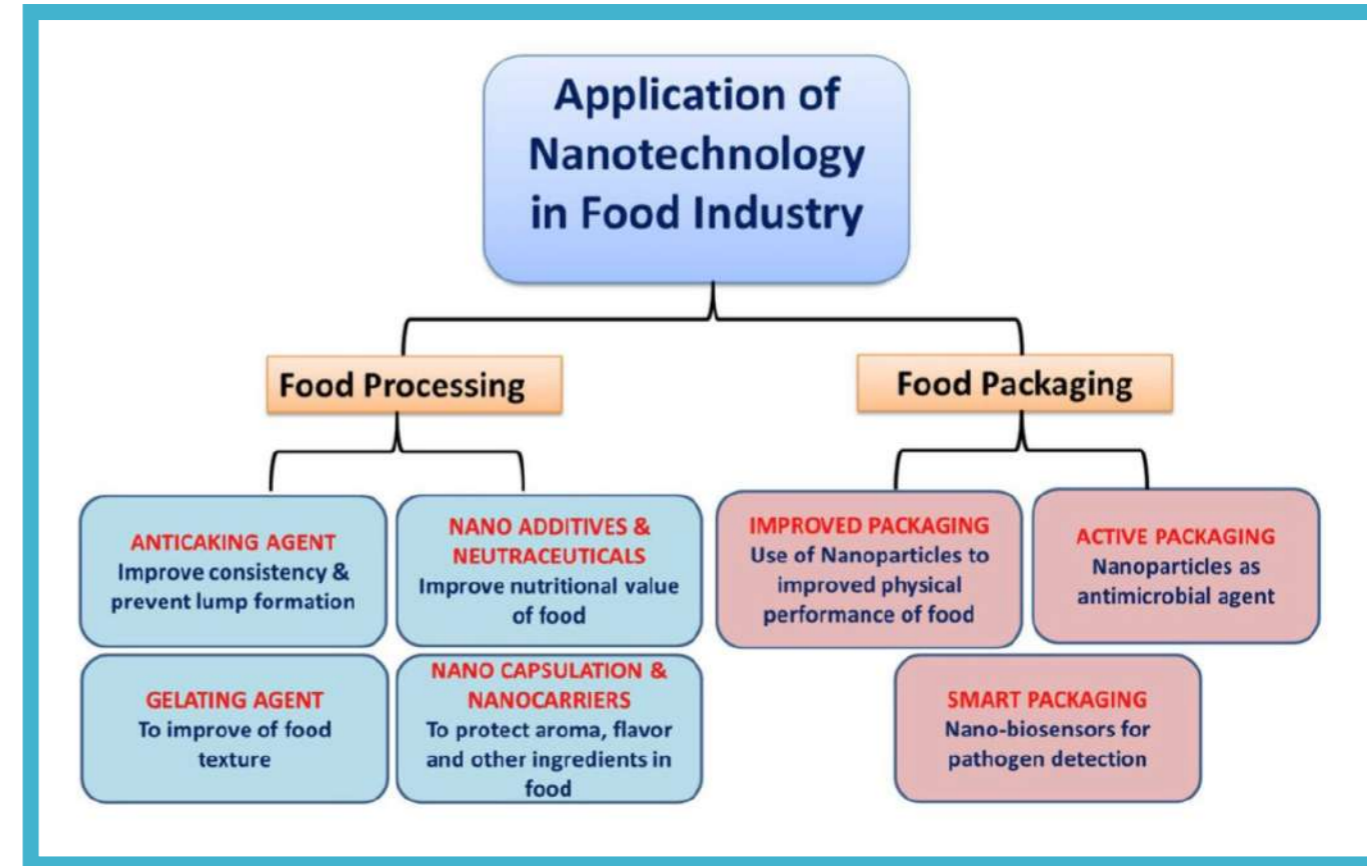 Application of
Nanotechnology
in Food Industry
Food Processing
Food Packaging
ANTICAKING AGENT
Improve consistency &
prevent lump formation
NANO ADDITIVES &
NEUTRACEUTICALS
Improve nutritional value
of food
GELATING AGENT
To improve of food
texture
NANO CAPSULATION &
NANOCARRIERS
To protect aroma, flavor
and other ingredients in
food
IMPROVED PACKAGING
Use of Nanoparticles to
improved physical
performance of food
ACTIVE PACKAGING
Nanoparticles as
antimicrobial agent
SMART PACKAGING
Nano-biosensors for
pathogen detection